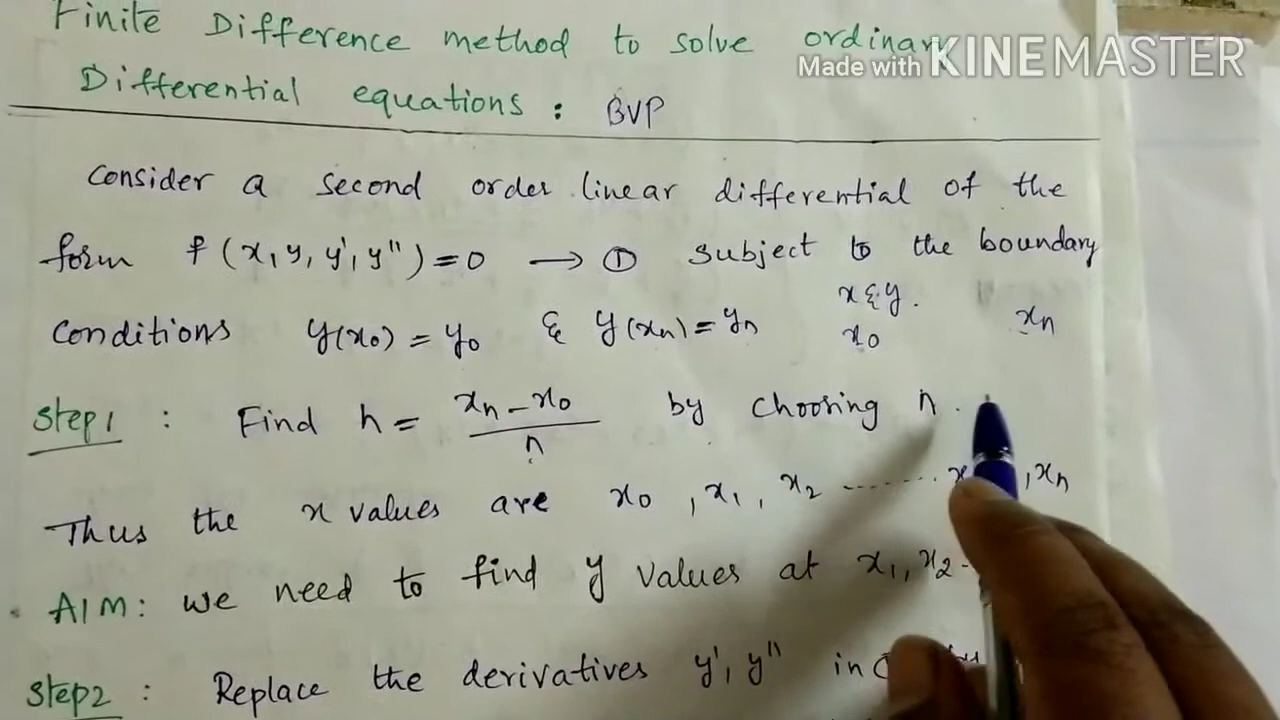 Finite Difference method to solve ordinary
Made with KINEMASTER
Differential equations : BVP
Consider a second order linear differential of the
form f(x, y, y', y'') = 0 → ① subject to the boundary
x & y.
conditions y(x₀) = y₀ & y(xₙ) = yₙ x₀ xₙ
Step1 : Find h = (xₙ - x₀)/n by choosing n.
Thus the x values are x₀, x₁, x₂ ........ , xₙ
AIM: we need to find y values at x₁, x₂ -
Step2 : Replace the derivatives y', y'' in